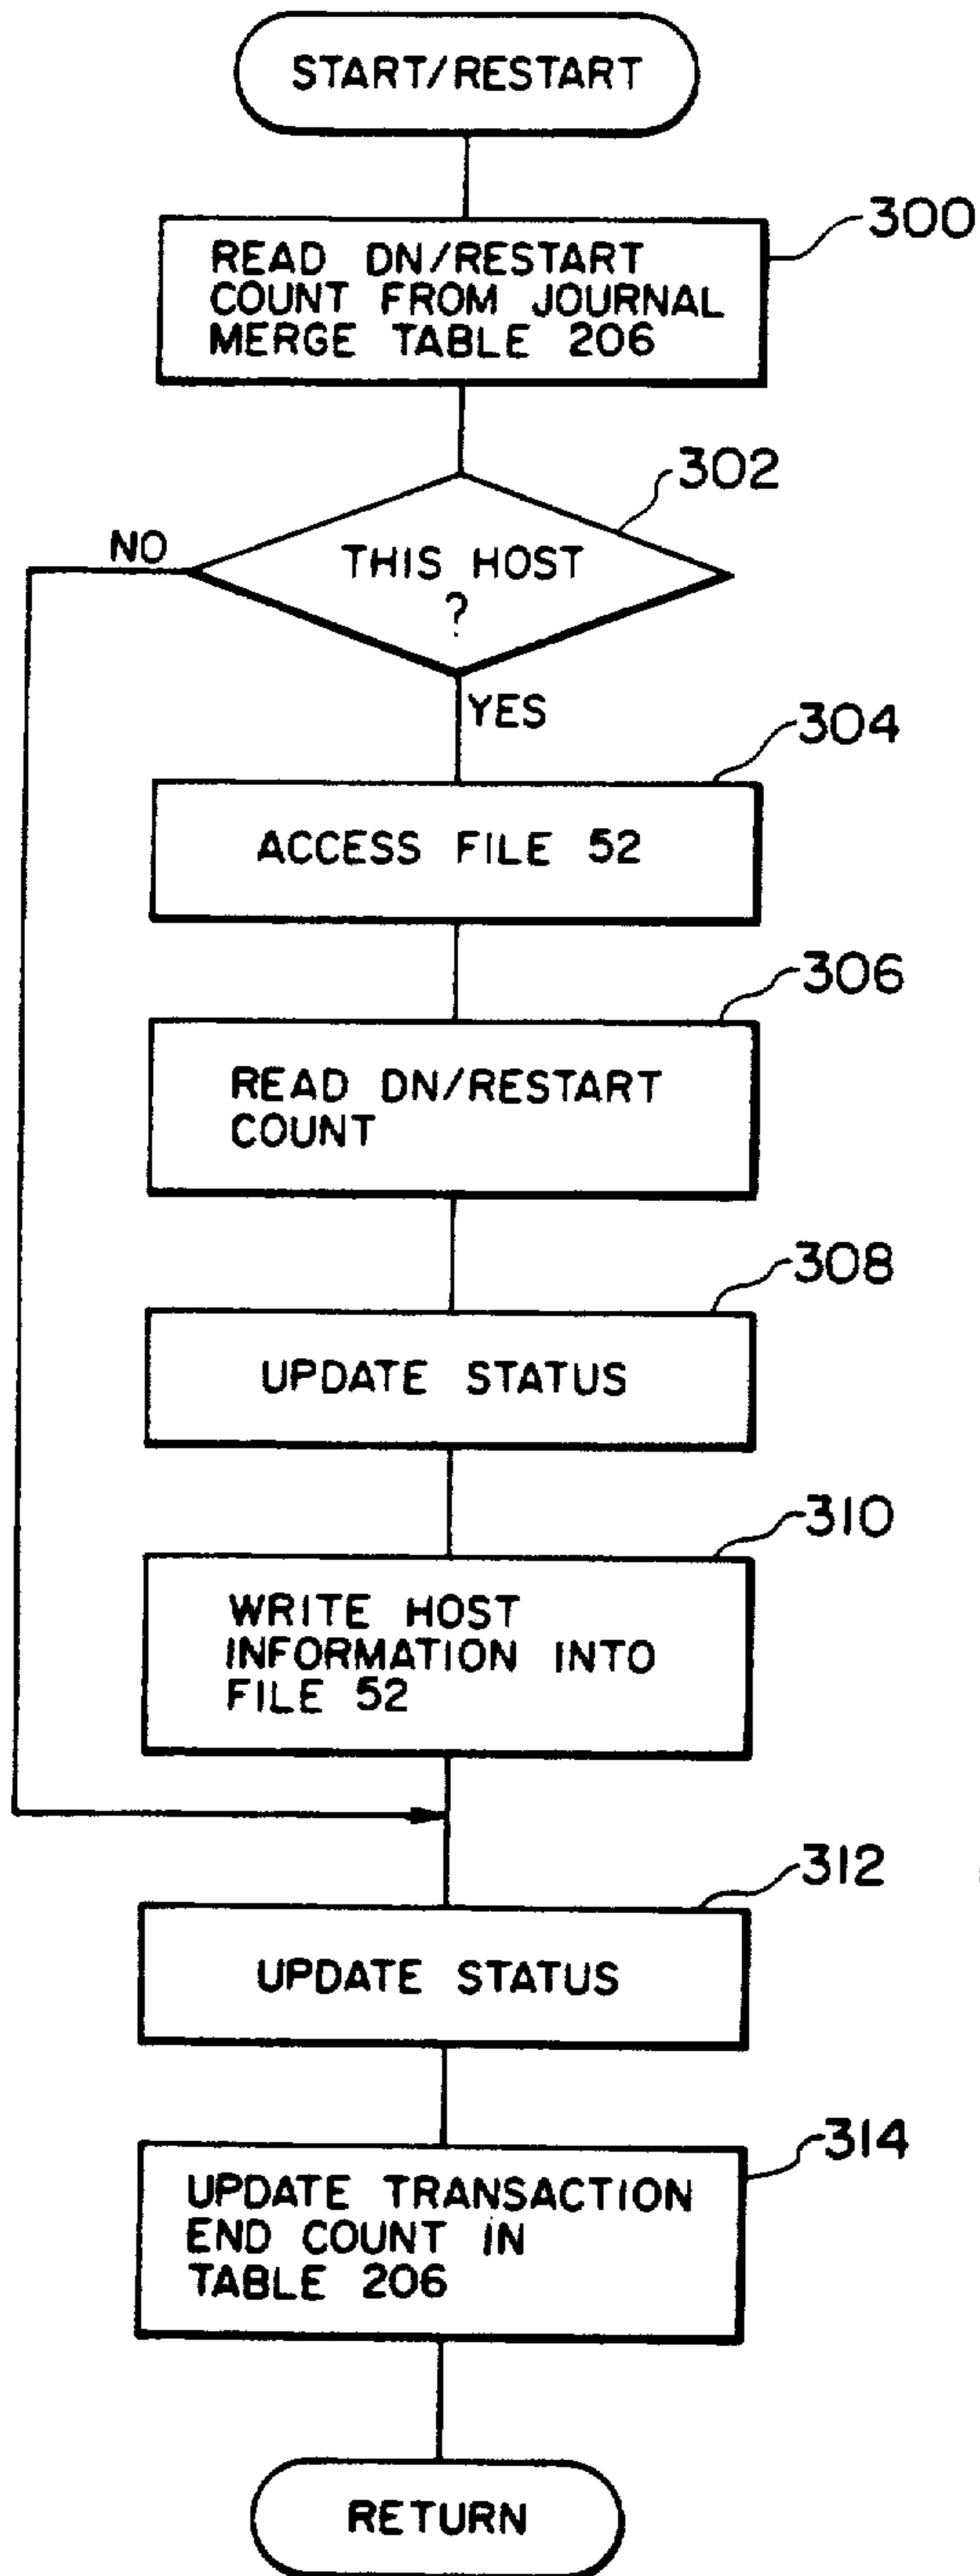 START/RESTART
300
READ DN/RESTART
COUNT FROM JOURNAL
MERGE TABLE 206
302
NO
THIS HOST
?
YES
304
ACCESS FILE 52
306
READ DN/RESTART
COUNT
308
UPDATE STATUS
310
WRITE HOST
INFORMATION INTO
FILE 52
312
UPDATE STATUS
314
UPDATE TRANSACTION
END COUNT IN
TABLE 206
RETURN